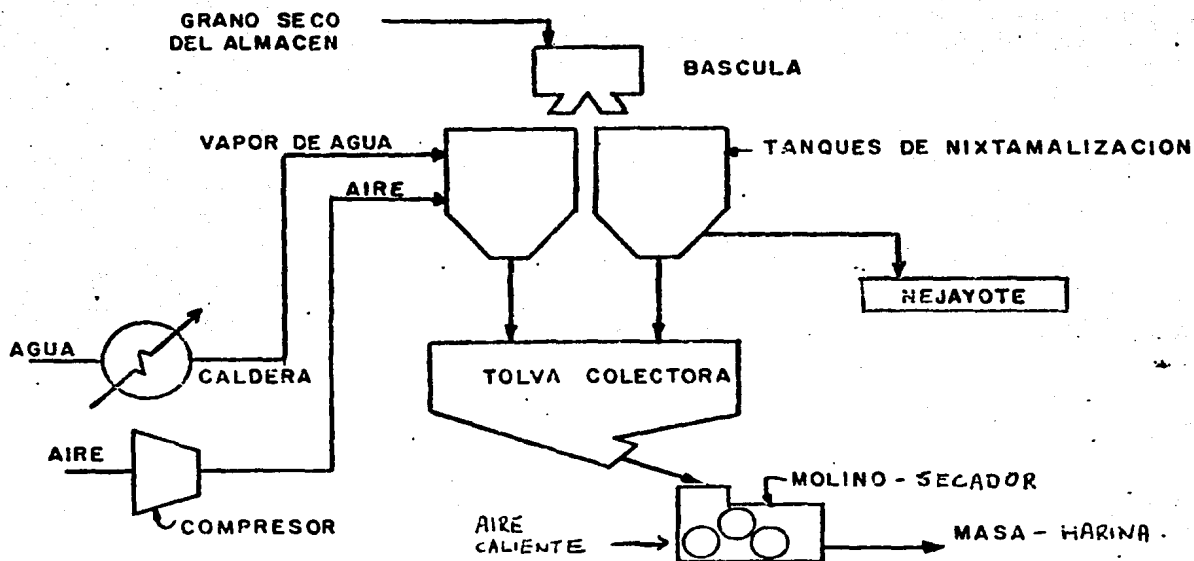 GRANO SECO
DEL ALMACEN
BASCULA
VAPOR DE AGUA
TANQUES DE NIXTAMALIZACION
AIRE
NEJAYOTE
AGUA
CALDERA
TOLVA COLECTORA
AIRE
COMPRESOR
MOLINO - SECADOR
AIRE
CALIENTE
MASA - HARINA.